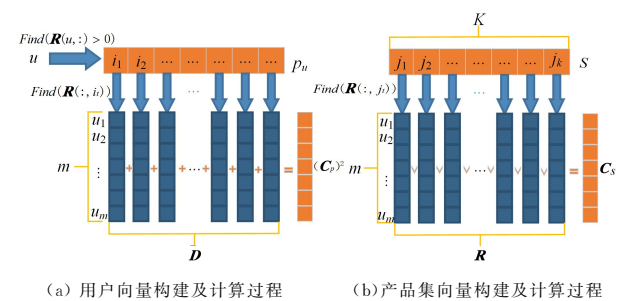 Find(R(u,:)>0)
u
i₁ i₂ ... ... ... ...
pᵤ
Find(R(:,iₜ))
...
u₁
u₂
m
⋮
uₘ
+ + + ... + + + =
(Cₚ)²
D
(a) 用户向量构建及计算过程
K
j₁ j₂ ... ... ... jₖ
S
Find(R(:,jₜ))
...
u₁
u₂
m
⋮
uₘ
∨ ∨ ∨ ... ∨ ∨ =
Cₛ
R
(b)产品集向量构建及计算过程